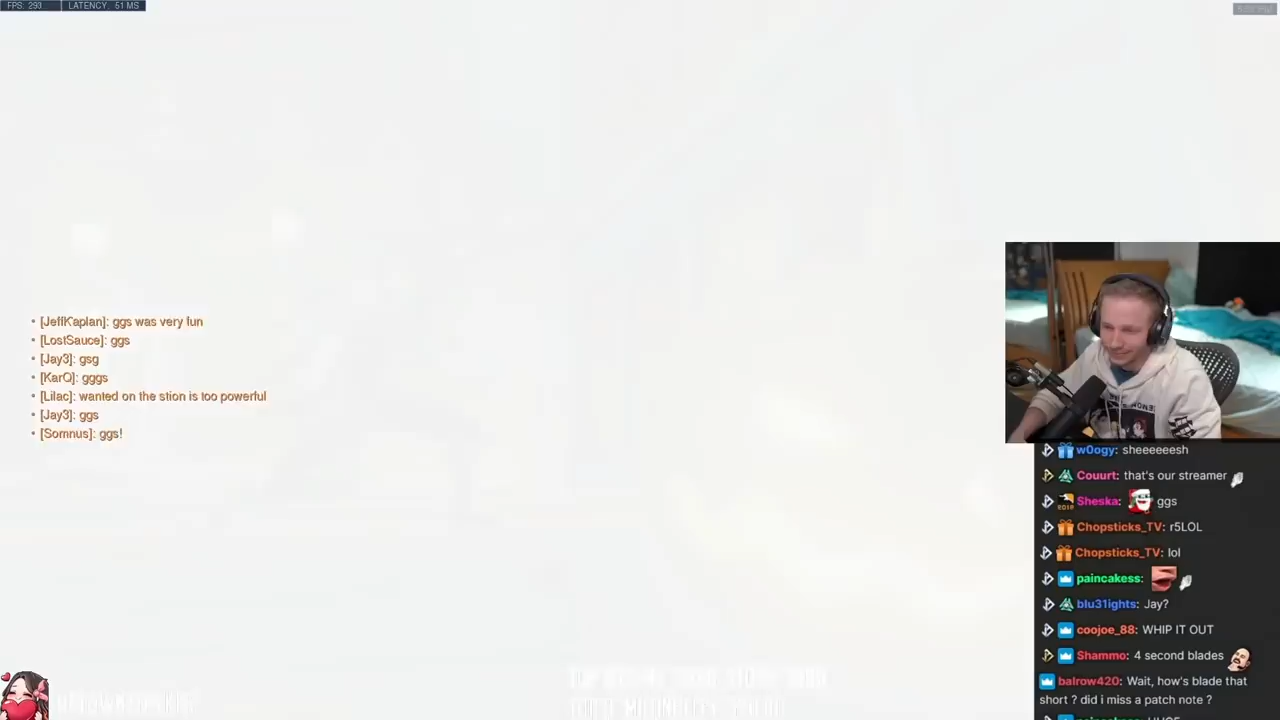 FPS: 293
LATENCY: 51 MS
[JeffKaplan]: ggs was very fun
[LostSauce]: ggs
[Jay3]: gsg
[KarQ]: gggs
[Lilac]: wanted on the stion is too powerful
[Jay3]: ggs
[Somnus]: ggs!
w0ogy: sheeeeeesh
Couurt: that's our streamer
Sheska: ggs
Chopsticks_TV: r5LOL
Chopsticks_TV: lol
paincakess:
blu31ights: Jay?
coojoe_88: WHIP IT OUT
Shammo: 4 second blades
balrow420: Wait, how's blade that
short ? did i miss a patch note ?